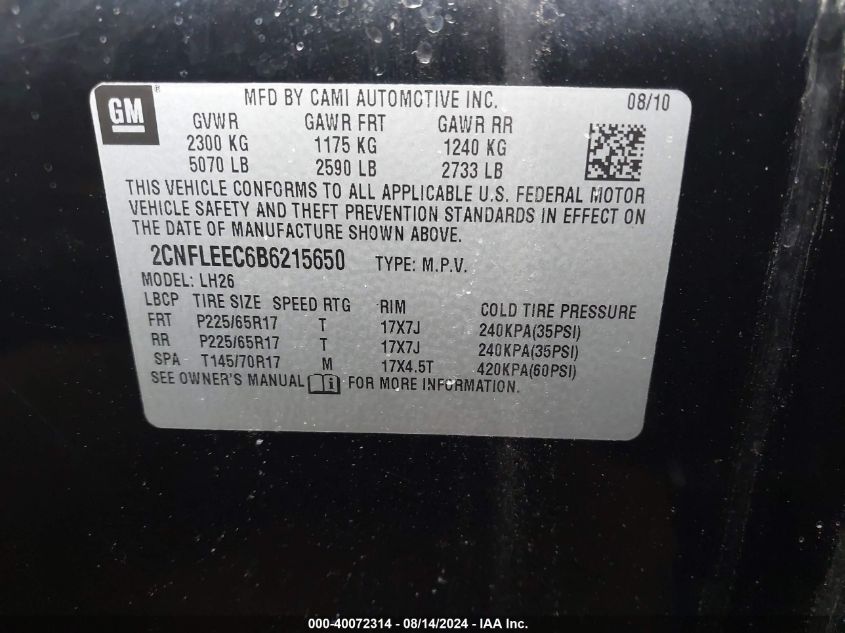 GM
®
MFD BY CAMI AUTOMOTIVE INC. 08/10
GVWR GAWR FRT GAWR RR
2300 KG 1175 KG 1240 KG
5070 LB 2590 LB 2733 LB
THIS VEHICLE CONFORMS TO ALL APPLICABLE U.S. FEDERAL MOTOR
VEHICLE SAFETY AND THEFT PREVENTION STANDARDS IN EFFECT ON
THE DATE OF MANUFACTURE SHOWN ABOVE.
2CNFLEEC6B6215650 TYPE: M.P.V.
MODEL: LH26
LBCP TIRE SIZE SPEED RTG RIM COLD TIRE PRESSURE
FRT P225/65R17 T 17X7J 240KPA(35PSI)
RR P225/65R17 T 17X7J 240KPA(35PSI)
SPA T145/70R17 M 17X4.5T 420KPA(60PSI)
SEE OWNER'S MANUAL FOR MORE INFORMATION.
000-40072314 - 08/14/2024 - IAA Inc.